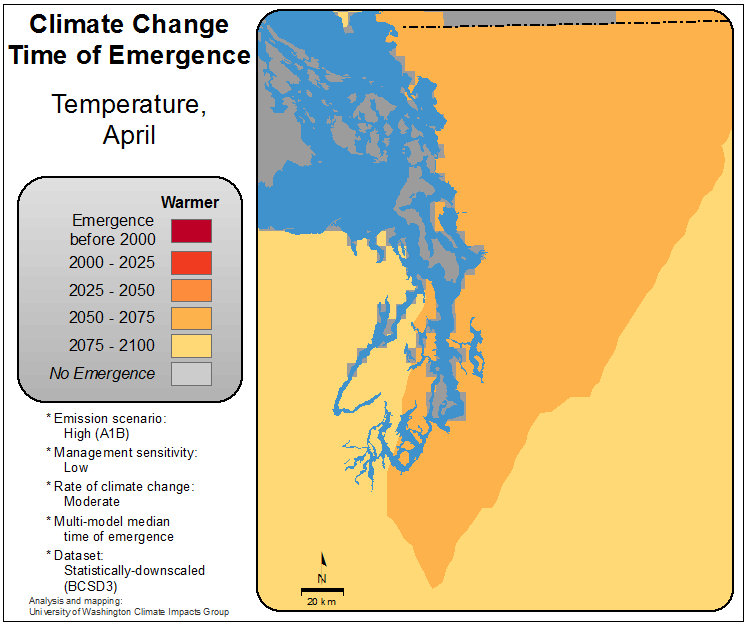 Climate Change
Time of Emergence
Temperature,
April
Warmer
Emergence
before 2000
2000 - 2025
2025 - 2050
2050 - 2075
2075 - 2100
No Emergence
* Emission scenario:
High (A1B)
* Management sensitivity:
Low
* Rate of climate change:
Moderate
* Multi-model median
time of emergence
* Dataset:
Statistically-downscaled
(BCSD3)
Analysis and mapping:
University of Washington Climate Impacts Group
N
20 km